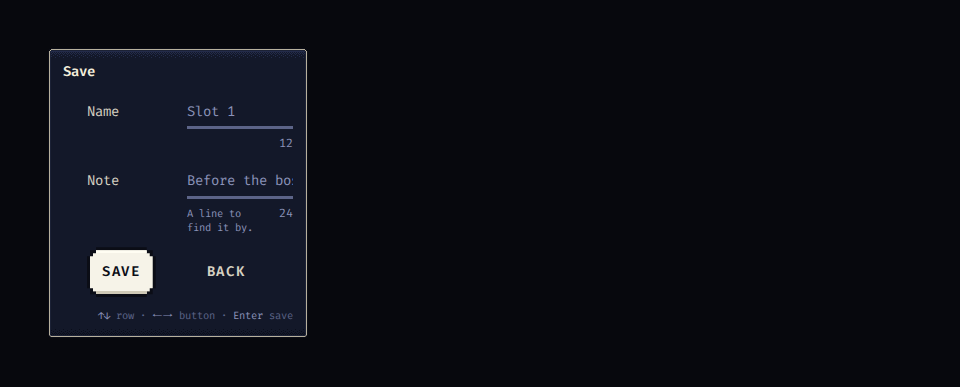 Save
Name Slot 1
12
Note Before the bo
A line to 24
find it by.
SAVE BACK
↑↓ row · ←→ button · Enter save